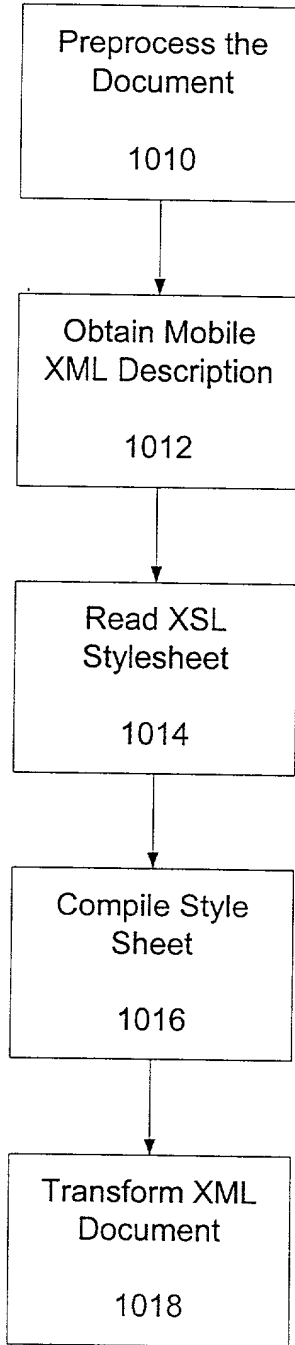 Preprocess the
Document
1010
Obtain Mobile
XML Description
1012
Read XSL
Stylesheet
1014
Compile Style
Sheet
1016
Transform XML
Document
1018